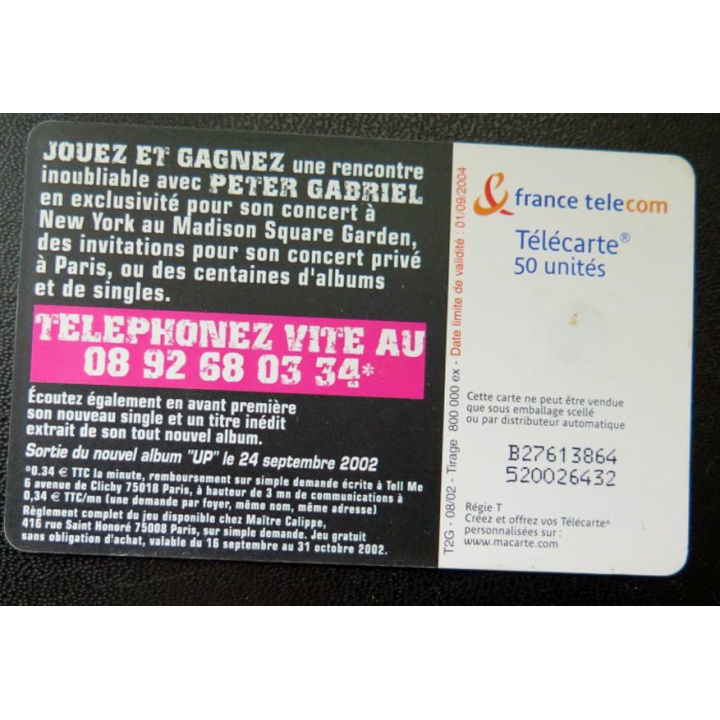 JOUEZ ET GAGNEZ une rencontre
inoubliable avec PETER GABRIEL
en exclusivité pour son concert à
New York au Madison Square Garden,
des invitations pour son concert privé
à Paris, ou des centaines d'albums
et de singles.
TELEPHONEZ VITE AU
08 92 68 03 34*
Écoutez également en avant première
son nouveau single et un titre inédit
extrait de son tout nouvel album.
Sortie du nouvel album "UP" le 24 septembre 2002
*0.34 € TTC la minute, remboursement sur simple demande écrite à Tell Me
6 avenue de Clichy 75018 Paris, à hauteur de 3 mn de communications à
0,34 € TTC/mn (une demande par foyer, même nom, même adresse)
Règlement complet du jeu disponible chez Maître Calippe,
416 rue Saint Honoré 75008 Paris, sur simple demande. Jeu gratuit
sans obligation d'achat, valable du 16 septembre au 31 octobre 2002.
T2G - 08/02 - Tirage 800 000 ex - Date limite de validité : 01/09/2004
france telecom
Télécarte®
50 unités
Cette carte ne peut être vendue
que sous emballage scellé
ou par distributeur automatique
B27613864
520026432
Régie T
Créez et offrez vos Télécarte®
personnalisées sur :
www.macarte.com